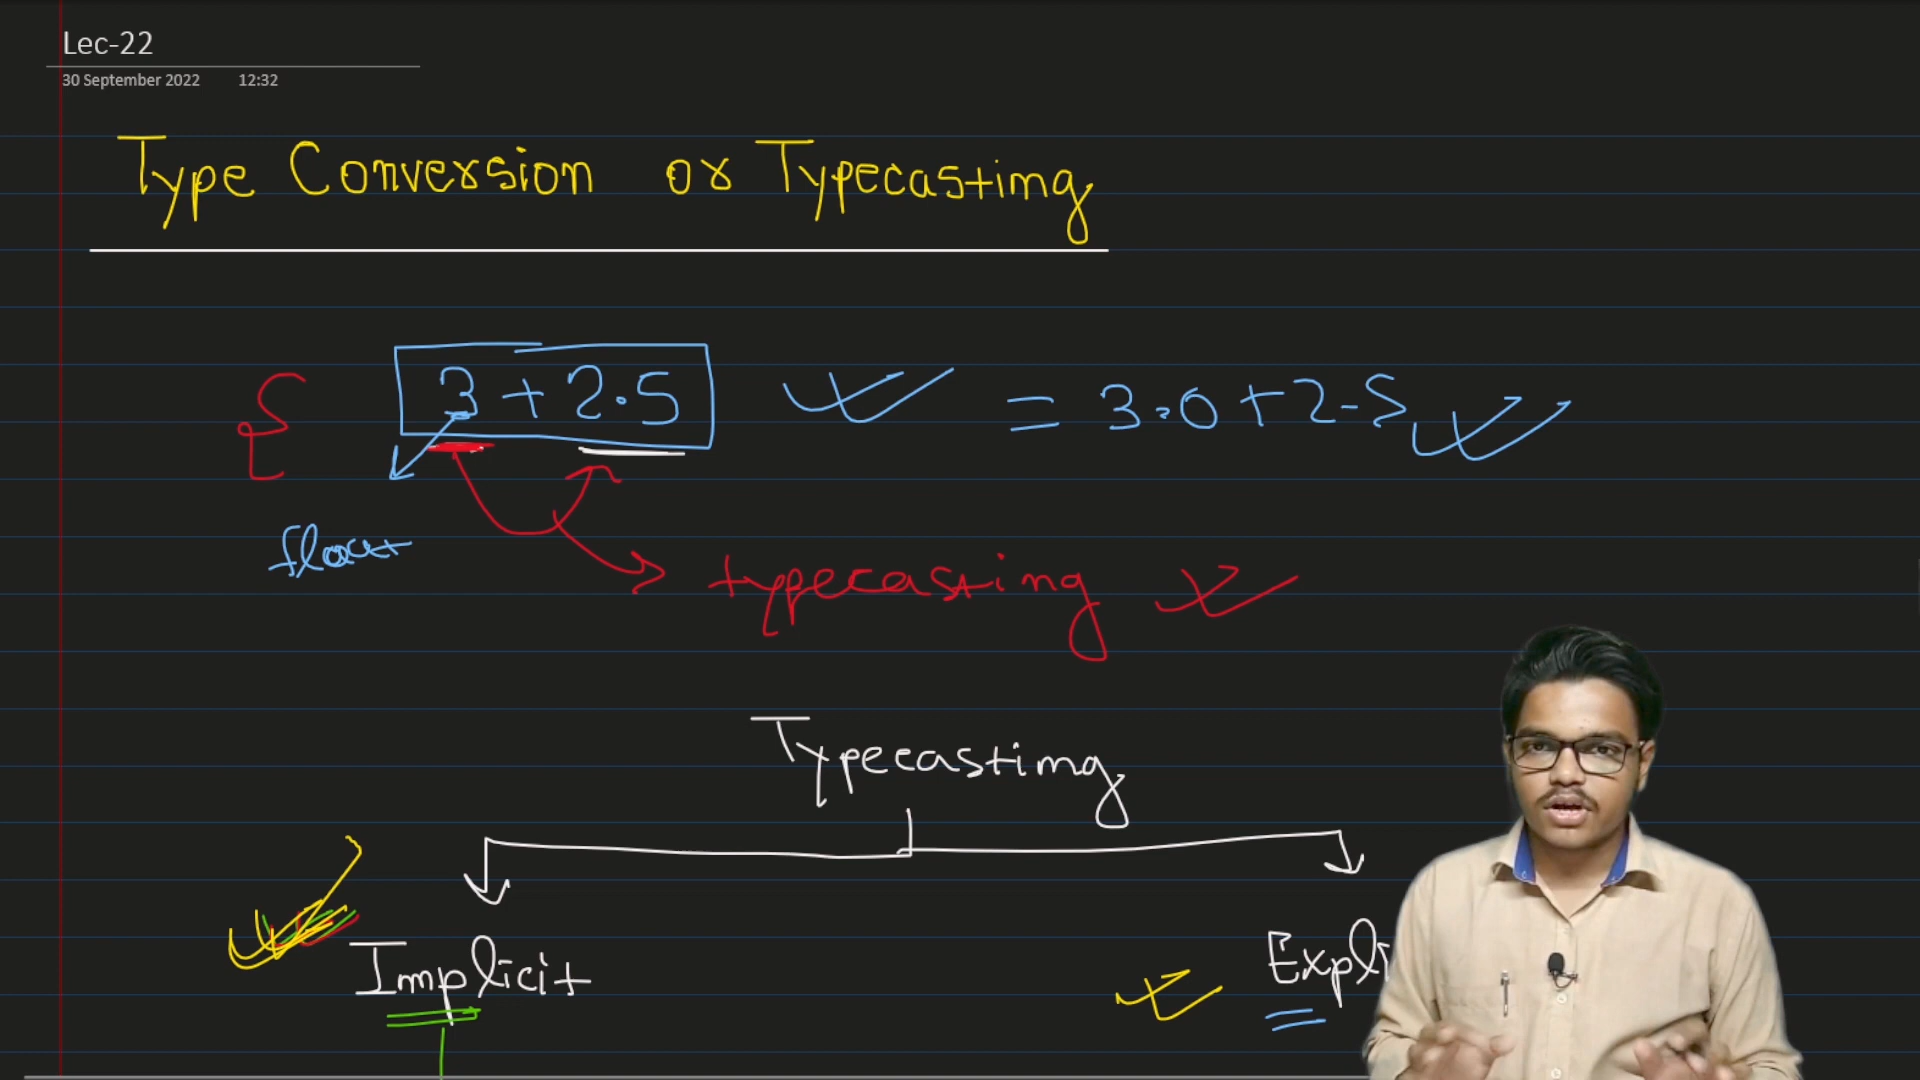 Lec-22
30 September 2022 12:32
Type Conversion or Typecasting
3 + 2.5 = 3.0 + 2.5
float
typecasting
Typecasting
Implicit Expli